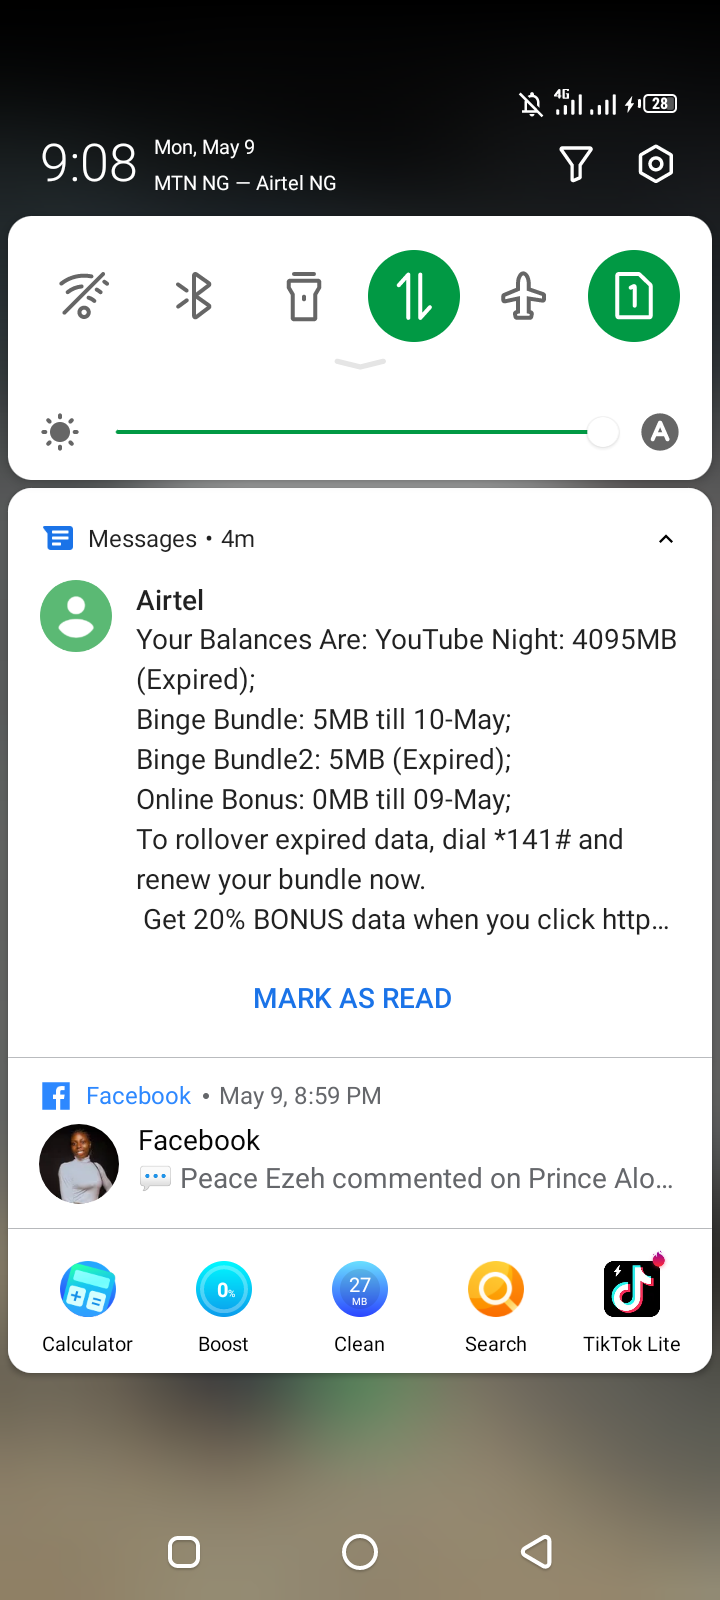 4G
28
9:08
Mon, May 9
MTN NG — Airtel NG
1
A
Messages • 4m
Airtel
Your Balances Are: YouTube Night: 4095MB
(Expired);
Binge Bundle: 5MB till 10-May;
Binge Bundle2: 5MB (Expired);
Online Bonus: 0MB till 09-May;
To rollover expired data, dial *141# and
renew your bundle now.
Get 20% BONUS data when you click http...
MARK AS READ
Facebook • May 9, 8:59 PM
Facebook
Peace Ezeh commented on Prince Alo...
0%
27
MB
Calculator
Boost
Clean
Search
TikTok Lite